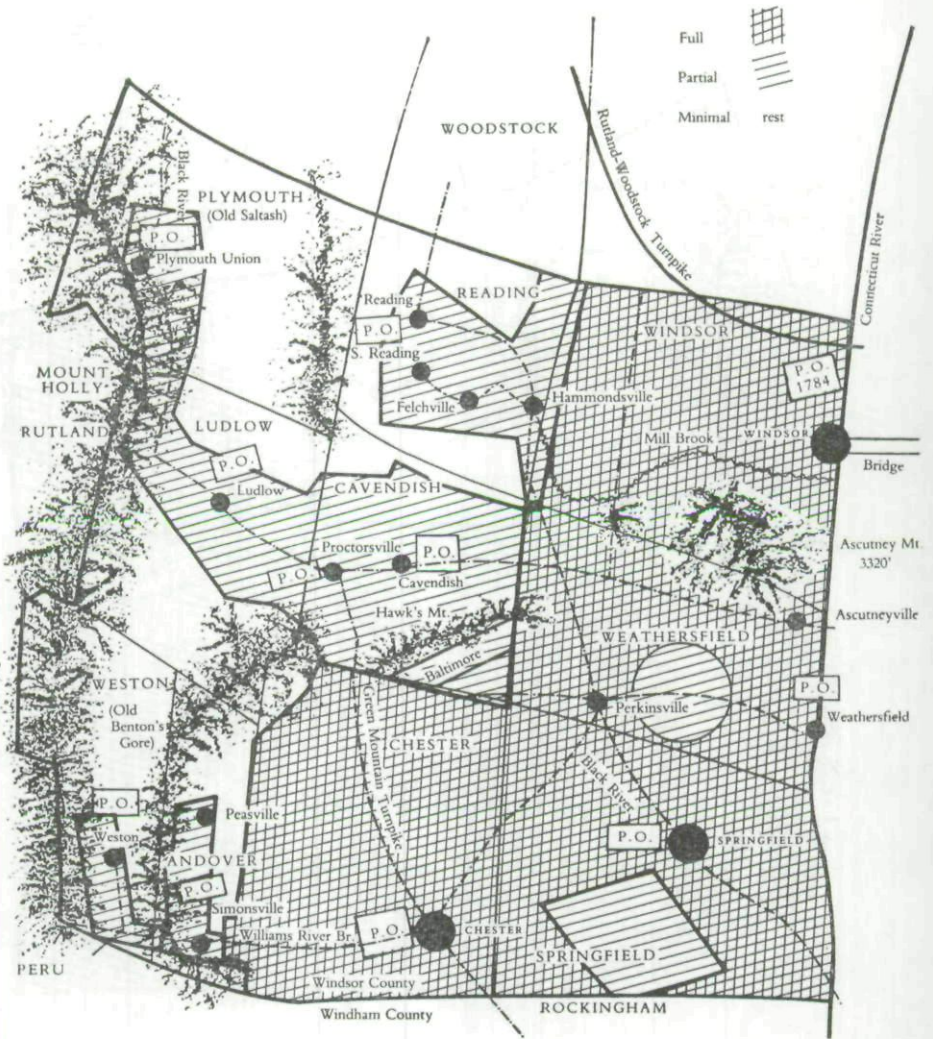 Full
Partial
Minimal rest
WOODSTOCK
Rutland-Woodstock Turnpike
Connecticut River
Black River
PLYMOUTH
(Old Saltash)
P.O.
Plymouth Union
Reading
READING
P.O.
S. Reading
WINDSOR
P.O.
1784
MOUNT
HOLLY
Felchville
Hammondsville
RUTLAND
LUDLOW
Mill Brook
WINDSOR
Bridge
P.O.
Ludlow
CAVENDISH
Proctorsville
P.O.
P.O.
Cavendish
Ascutney Mt.
3320'
Hawk's Mt.
Ascutneyville
WEATHERSFIELD
Baltimore
WESTON
(Old
Benton's
Gore)
P.O.
Perkinsville
Weathersfield
Green Mountain Turnpike
CHESTER
Black River
P.O.
Peasville
Weston
P.O.
SPRINGFIELD
ANDOVER
P.O.
Simonsville
Williams River Br.
P.O.
CHESTER
SPRINGFIELD
PERU
Windsor County
Windham County
ROCKINGHAM